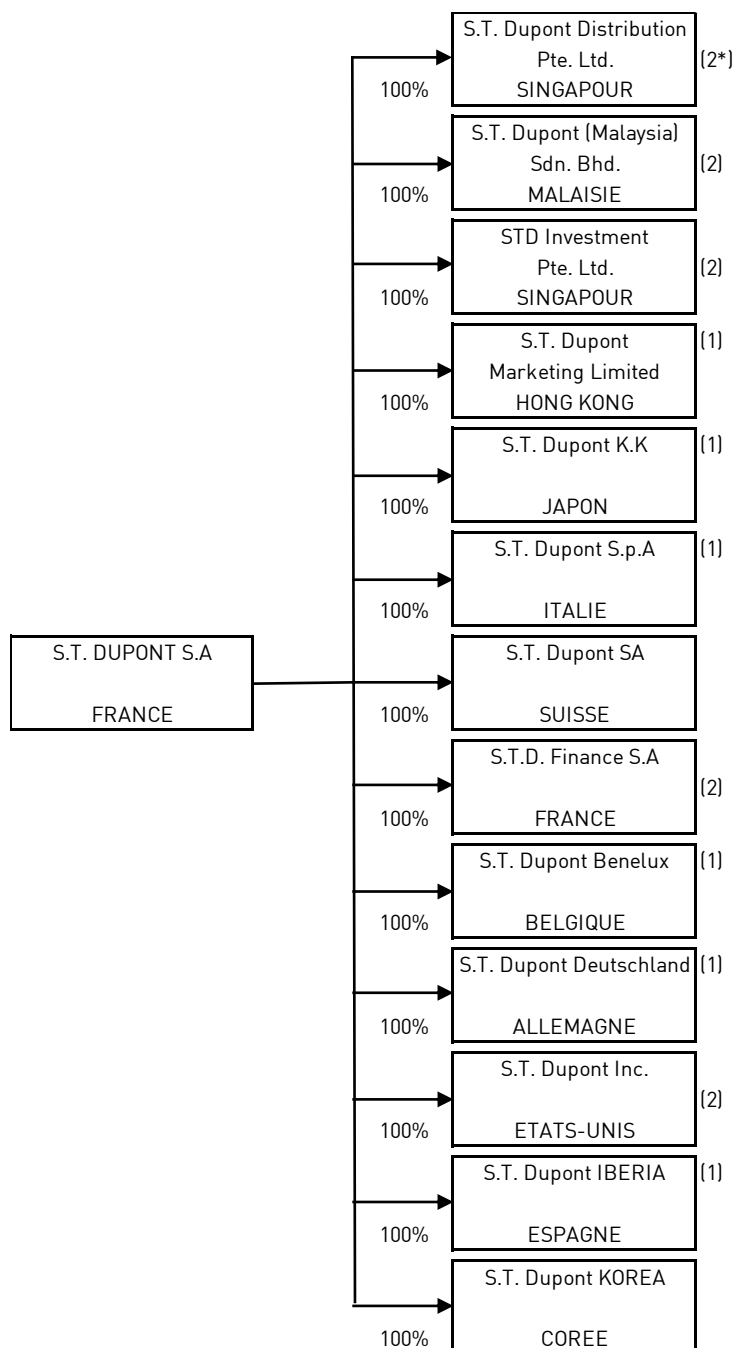 S.T. Dupont Distribution
Pte. Ltd.
(2*)
100%
SINGAPOUR
S.T. Dupont (Malaysia)
Sdn. Bhd.
(2)
100%
MALAISIE
STD Investment
Pte. Ltd.
(2)
100%
SINGAPOUR
S.T. Dupont
(1)
Marketing Limited
100%
HONG KONG
S.T. Dupont K.K
(1)
100%
JAPON
S.T. Dupont S.p.A
(1)
100%
ITALIE
S.T. DUPONT S.A
FRANCE
S.T. Dupont SA
100%
SUISSE
S.T.D. Finance S.A
(2)
100%
FRANCE
S.T. Dupont Benelux
(1)
100%
BELGIQUE
S.T. Dupont Deutschland
(1)
100%
ALLEMAGNE
S.T. Dupont Inc.
(2)
100%
ETATS-UNIS
S.T. Dupont IBERIA
(1)
100%
ESPAGNE
S.T. Dupont KOREA
100%
COREE